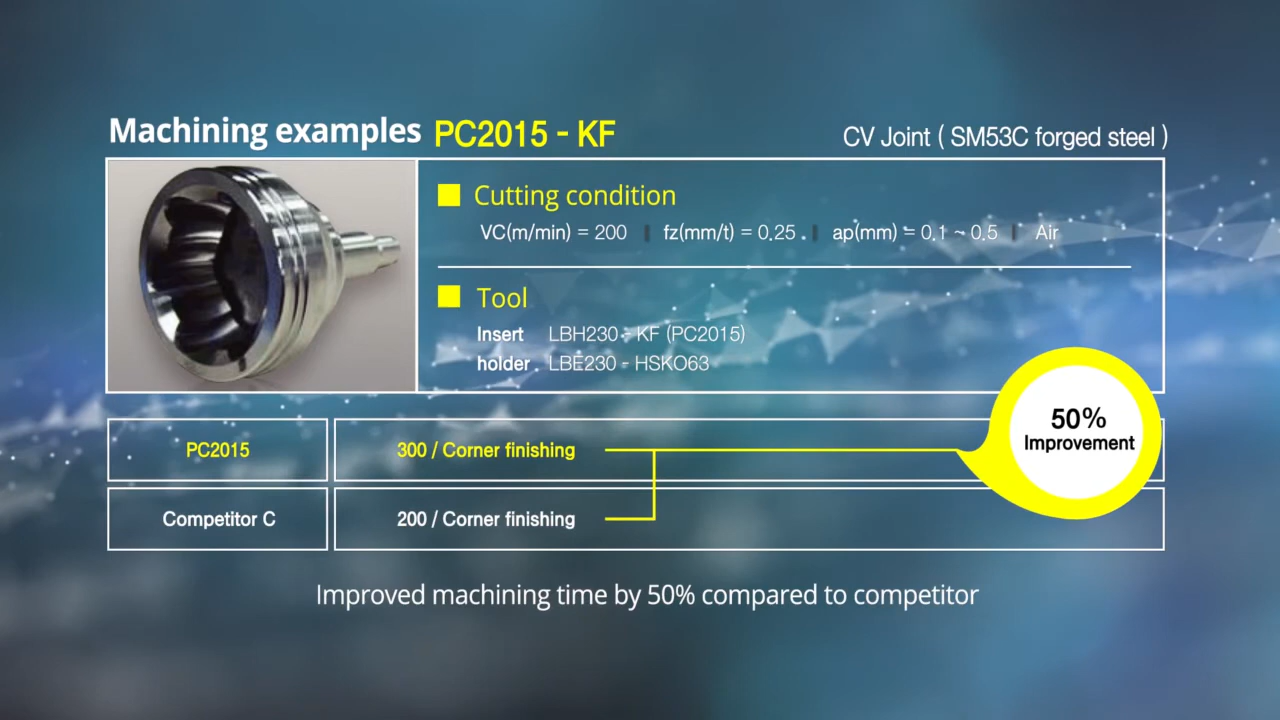 Machining examples PC2015 - KF
CV Joint ( SM53C forged steel )
Cutting condition
VC(m/min) = 200 | fz(mm/t) = 0.25 | ap(mm) = 0.1 ~ 0.5 | Air
Tool
Insert LBH230 - KF (PC2015)
holder LBE230 - HSKO63
PC2015 300 / Corner finishing
50%
Improvement
Competitor C 200 / Corner finishing
Improved machining time by 50% compared to competitor